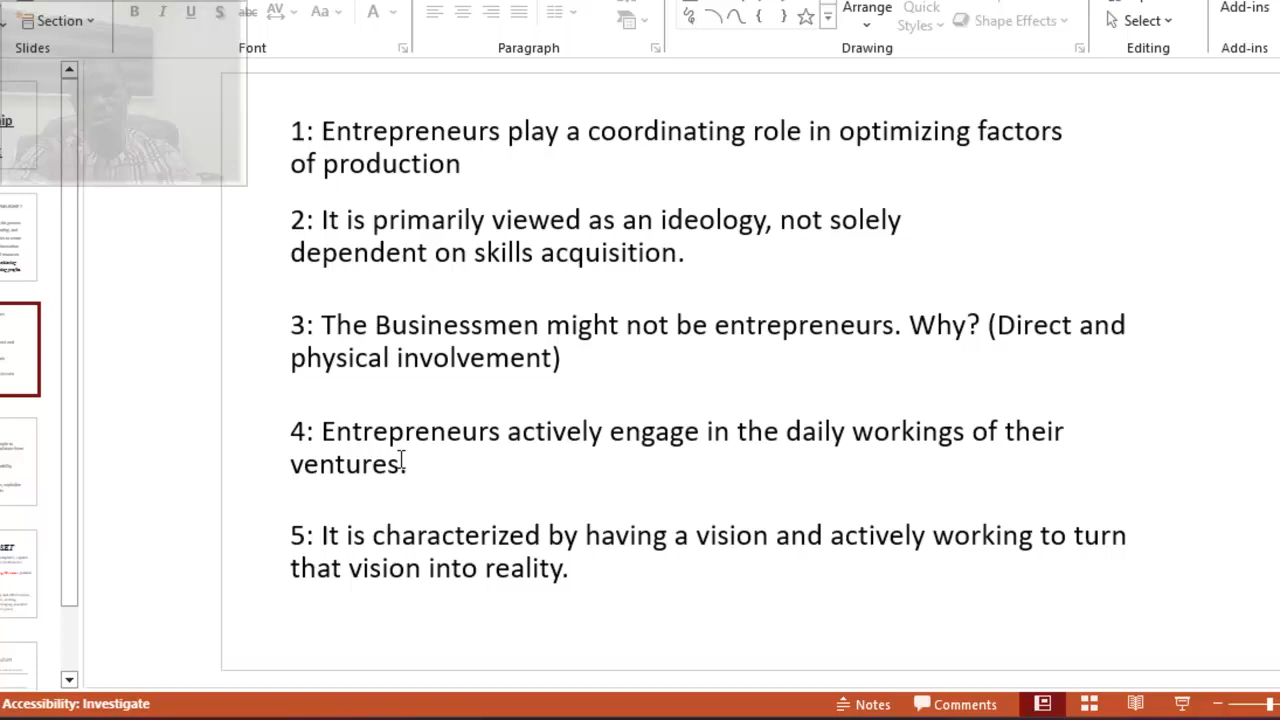 Section
B I U S abc AV Aa A
Arrange
Quick
Styles
Shape Effects
Select
Add-ins
Slides
Font
Paragraph
Drawing
Editing
Add-ins
1: Entrepreneurs play a coordinating role in optimizing factors
of production
2: It is primarily viewed as an ideology, not solely
dependent on skills acquisition.
3: The Businessmen might not be entrepreneurs. Why? (Direct and
physical involvement)
4: Entrepreneurs actively engage in the daily workings of their
ventures.
5: It is characterized by having a vision and actively working to turn
that vision into reality.
Accessibility: Investigate
Notes
Comments